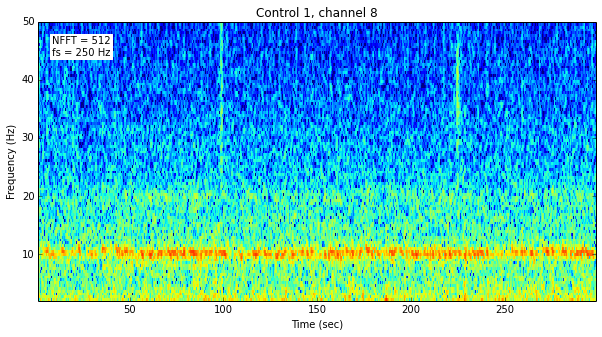 Control 1, channel 8
NFFT = 512
fs = 250 Hz
50
40
30
20
10
Frequency (Hz)
50 100 150 200 250
Time (sec)